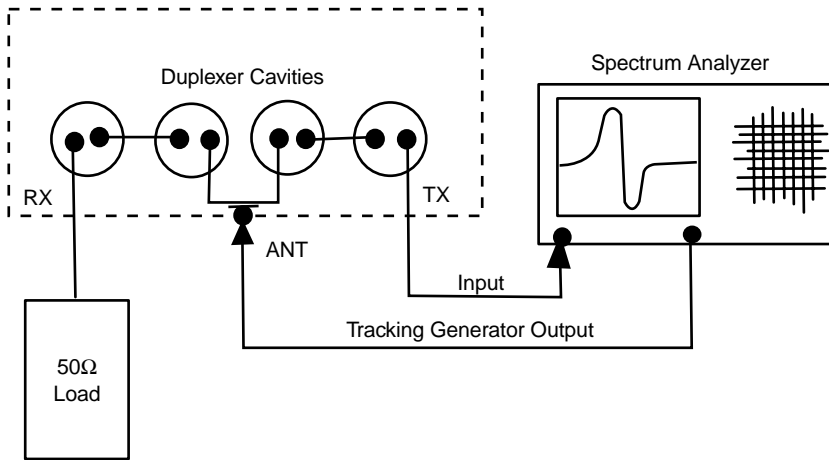 Duplexer Cavities
Spectrum Analyzer
RX
TX
ANT
Input
Tracking Generator Output
50Ω
Load